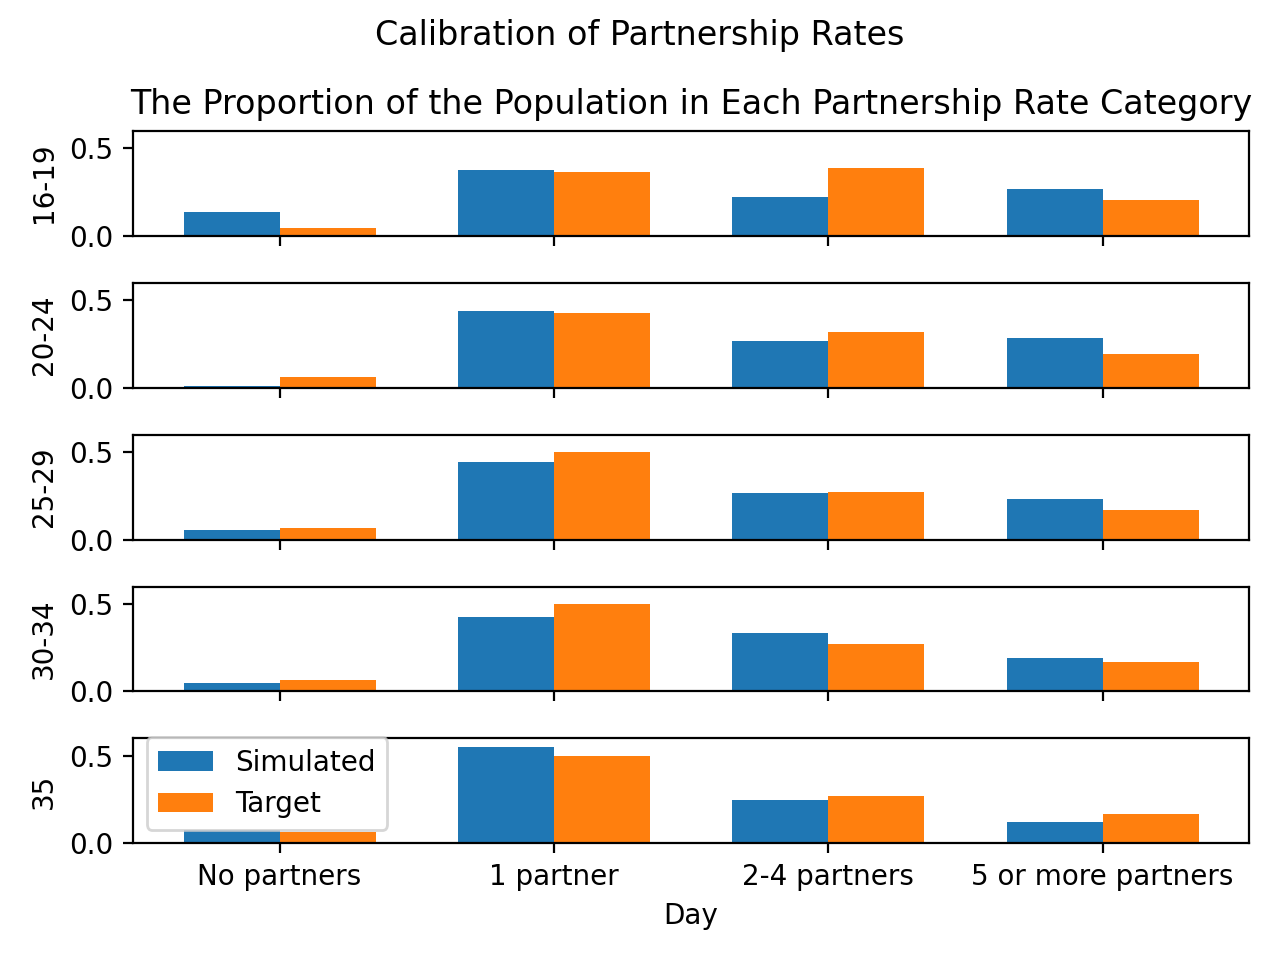 Calibration of Partnership Rates
The Proportion of the Population in Each Partnership Rate Category
16-19
0.5
0.0
20-24
0.5
0.0
25-29
0.5
0.0
30-34
0.5
0.0
35
0.5
0.0
Simulated
Target
No partners 1 partner 2-4 partners 5 or more partners
Day